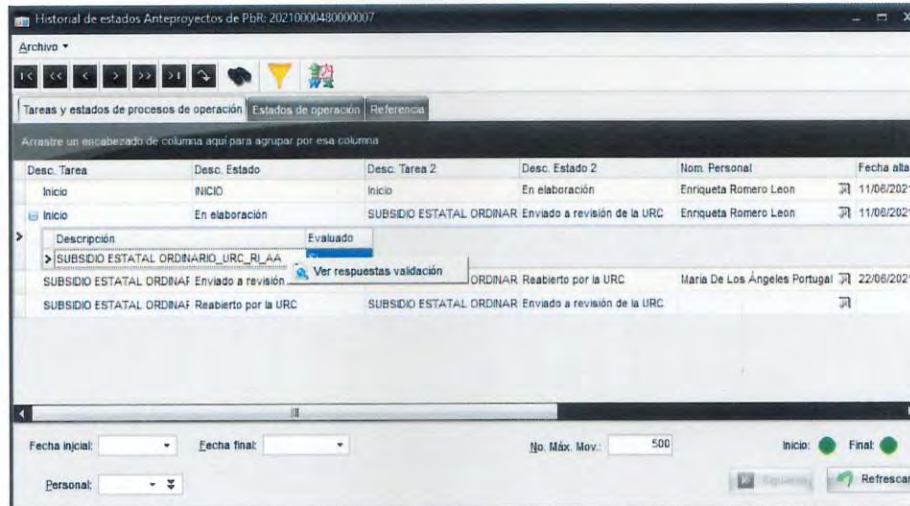 Historial de estados Anteproyectos de PbR: 20210000480000007
Archivo
Tareas y estados de procesos de operación Estados de operación Referencia
Arrastre un encabezado de columna aquí para agrupar por esa columna
Desc. Tarea Desc. Estado Desc. Tarea 2 Desc. Estado 2 Nom. Personal Fecha alta
Inicio INICIO Inicio En elaboración Enriqueta Romero Leon 11/06/2021
Inicio En elaboración SUBSIDIO ESTATAL ORDINAR Enviado a revisión de la URC Enriqueta Romero Leon 11/06/2021
Descripción Evaluado
SUBSIDIO ESTATAL ORDINARIO_URC_RI_AA
Ver respuestas validación
SUBSIDIO ESTATAL ORDINAR Enviado a revisión ORDINAR Reabierto por la URC María De Los Ángeles Portugal 22/06/2021
SUBSIDIO ESTATAL ORDINAR Reabierto por la URC SUBSIDIO ESTATAL ORDINAR Enviado a revisión de la URC
Fecha inicial: Fecha final: No. Máx. Mov.: 500 Inicio: Final:
Personal: Siguiente Refrescar